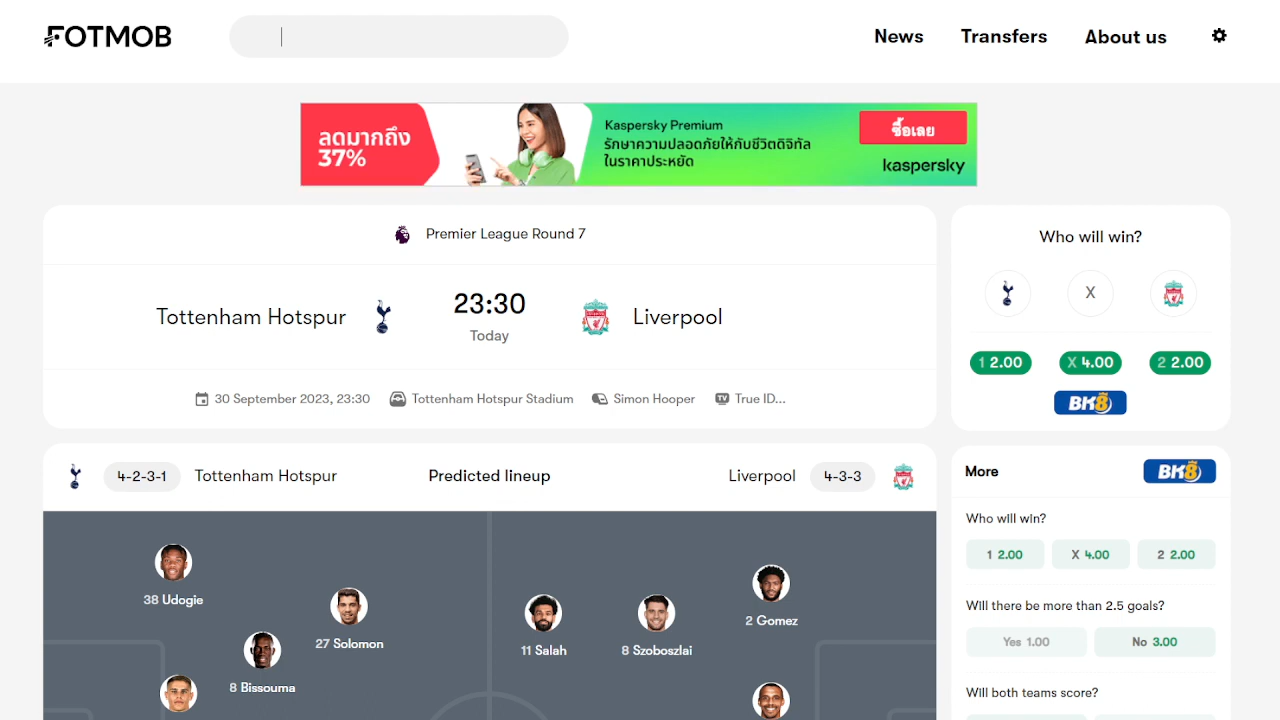 FOTMOB
News
Transfers
About us
ลดมากถึง
37%
Kaspersky Premium
รักษาความปลอดภัยให้กับชีวิตดิจิทัล
ในราคาประหยัด
ซื้อเลย
kaspersky
Premier League Round 7
Tottenham Hotspur
23:30
Today
Liverpool
30 September 2023, 23:30
Tottenham Hotspur Stadium
Simon Hooper
TV
True ID...
Who will win?
X
1 2.00
X 4.00
2 2.00
BK8
4-2-3-1
Tottenham Hotspur
Predicted lineup
Liverpool
4-3-3
38 Udogie
27 Solomon
8 Bissouma
11 Salah
8 Szoboszlai
2 Gomez
More
BK8
Who will win?
1 2.00
X 4.00
2 2.00
Will there be more than 2.5 goals?
Yes 1.00
No 3.00
Will both teams score?